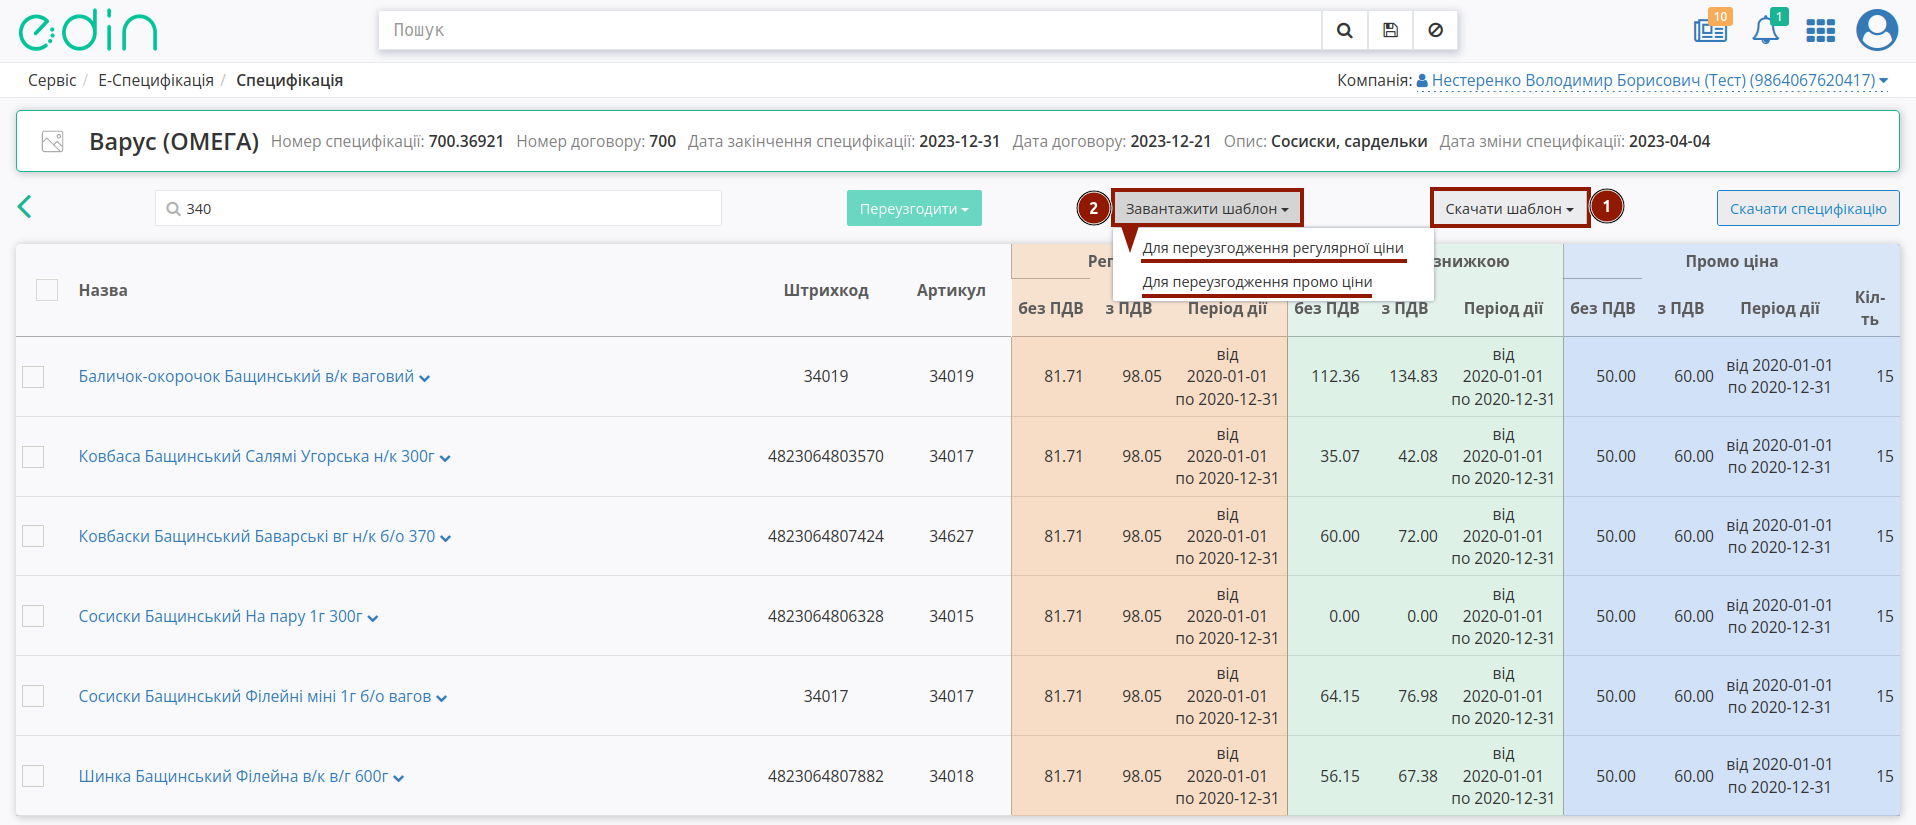 edin
Пошук
10
1
Сервіс / Е-Специфікація / Специфікація
Компанія: Нестеренко Володимир Борисович (Тест) (9864067620417)
Варус (ОМЕГА) Номер специфікації: 700.36921 Номер договору: 700 Дата закінчення специфікації: 2023-12-31 Дата договору: 2023-12-21 Опис: Сосиски, сардельки Дата зміни специфікації: 2023-04-04
340
Переузгодити
2 Завантажити шаблон
Скачати шаблон 1
Скачати специфікацію
Для переузгодження регулярної ціни
Для переузгодження промо ціни
знижкою Промо ціна
Назва Штрихкод Артикул
без ПДВ з ПДВ Період дії без ПДВ з ПДВ Період дії без ПДВ з ПДВ Період дії Кіл-
ть
від від
Баличок-окорочок Бащинський в/к ваговий 34019 34019 81.71 98.05 2020-01-01 112.36 134.83 2020-01-01 50.00 60.00 від 2020-01-01 15
по 2020-12-31 по 2020-12-31 по 2020-12-31
від від
Ковбаса Бащинський Салямі Угорська н/к 300г 4823064803570 34017 81.71 98.05 2020-01-01 35.07 42.08 2020-01-01 50.00 60.00 від 2020-01-01 15
по 2020-12-31 по 2020-12-31 по 2020-12-31
від від
Ковбаски Бащинський Баварські вг н/к б/о 370 4823064807424 34627 81.71 98.05 2020-01-01 60.00 72.00 2020-01-01 50.00 60.00 від 2020-01-01 15
по 2020-12-31 по 2020-12-31 по 2020-12-31
від від
Сосиски Бащинський На пару 1г 300г 4823064806328 34015 81.71 98.05 2020-01-01 0.00 0.00 2020-01-01 50.00 60.00 від 2020-01-01 15
по 2020-12-31 по 2020-12-31 по 2020-12-31
від від
Сосиски Бащинський Філейні міні 1г б/о вагов 34017 34017 81.71 98.05 2020-01-01 64.15 76.98 2020-01-01 50.00 60.00 від 2020-01-01 15
по 2020-12-31 по 2020-12-31 по 2020-12-31
від від
Шинка Бащинський Філейна в/к в/г 600г 4823064807882 34018 81.71 98.05 2020-01-01 56.15 67.38 2020-01-01 50.00 60.00 від 2020-01-01 15
по 2020-12-31 по 2020-12-31 по 2020-12-31